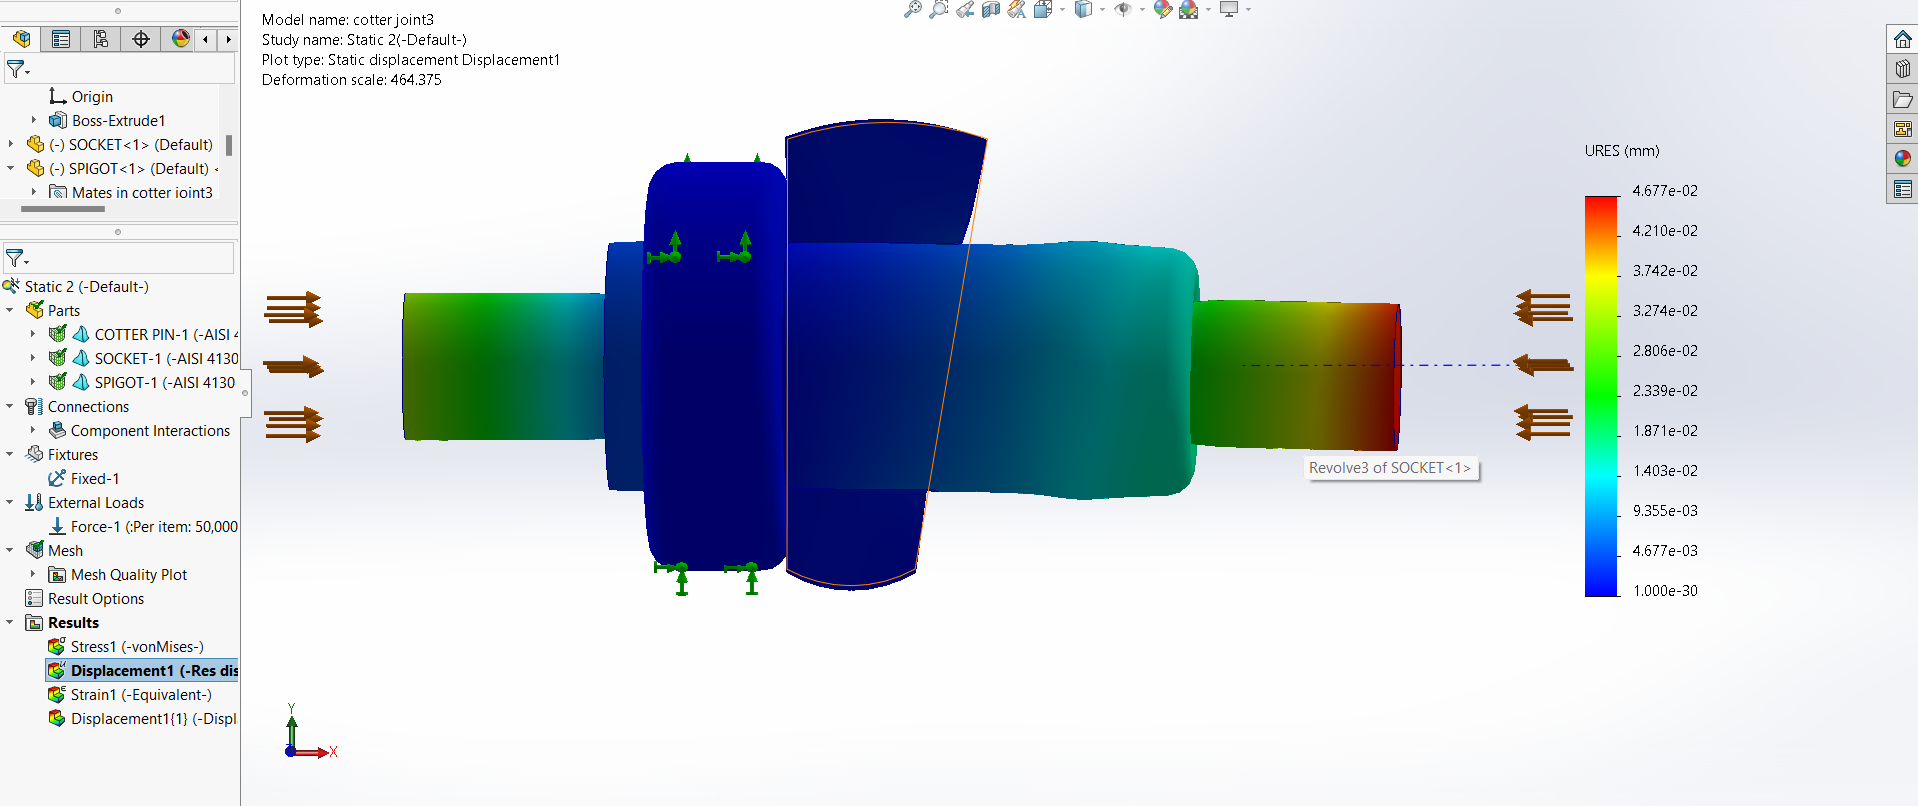 Model name: cotter joint3
Study name: Static 2(-Default-)
Plot type: Static displacement Displacement1
Deformation scale: 464.375
Origin
Boss-Extrude1
(-) SOCKET<1> (Default)
(-) SPIGOT<1> (Default) <
Mates in cotter joint3
Static 2 (-Default-)
Parts
COTTER PIN-1 (-AISI 4
SOCKET-1 (-AISI 4130
SPIGOT-1 (-AISI 4130
Connections
Component Interactions
Fixtures
Fixed-1
External Loads
Force-1 (:Per item: 50,000
Mesh
Mesh Quality Plot
Result Options
Results
Stress1 (-vonMises-)
Displacement1 (-Res dis
Strain1 (-Equivalent-)
Displacement1{1} (-Displ
Y
X
Revolve3 of SOCKET<1>
URES (mm)
4.677e-02
4.210e-02
3.742e-02
3.274e-02
2.806e-02
2.339e-02
1.871e-02
1.403e-02
9.355e-03
4.677e-03
1.000e-30